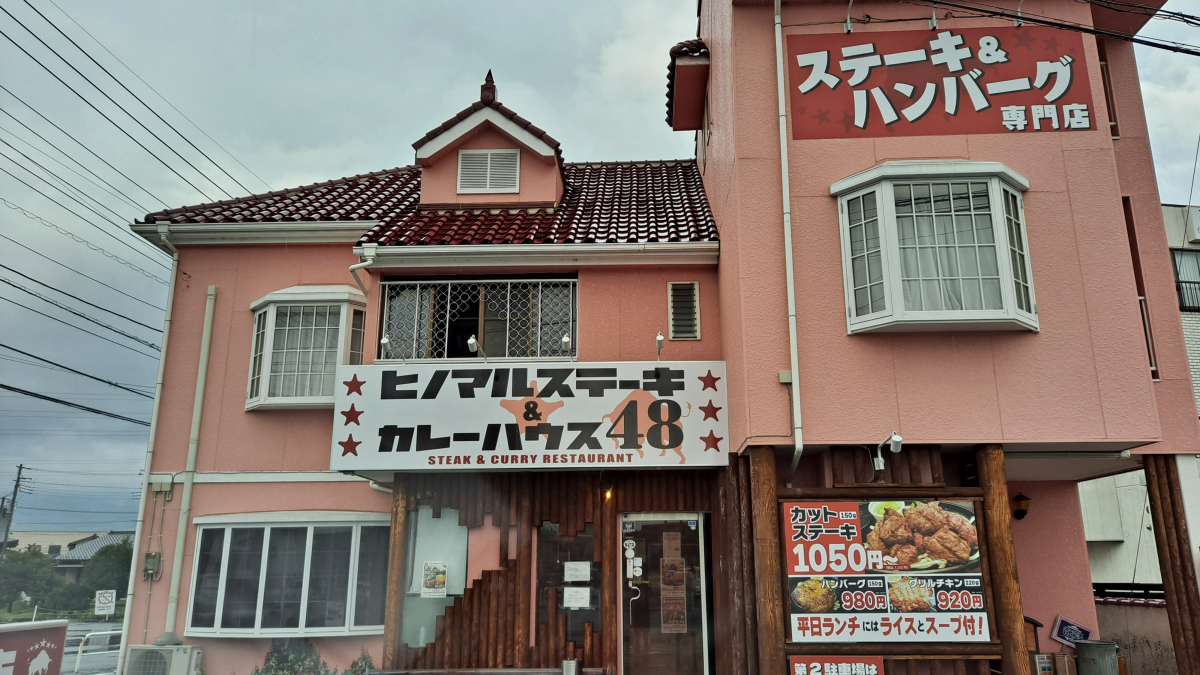 ステーキ&
ハンバーグ
専門店
ヒノマルステーキ
&
カレーハウス48
STEAK & CURRY RESTAURANT
カット 160g
ステーキ
1050円~
ハンバーグ 160g
980円
グリルチキン 220g
920円
平日ランチにはライスとスープ付!
第2駐車場は